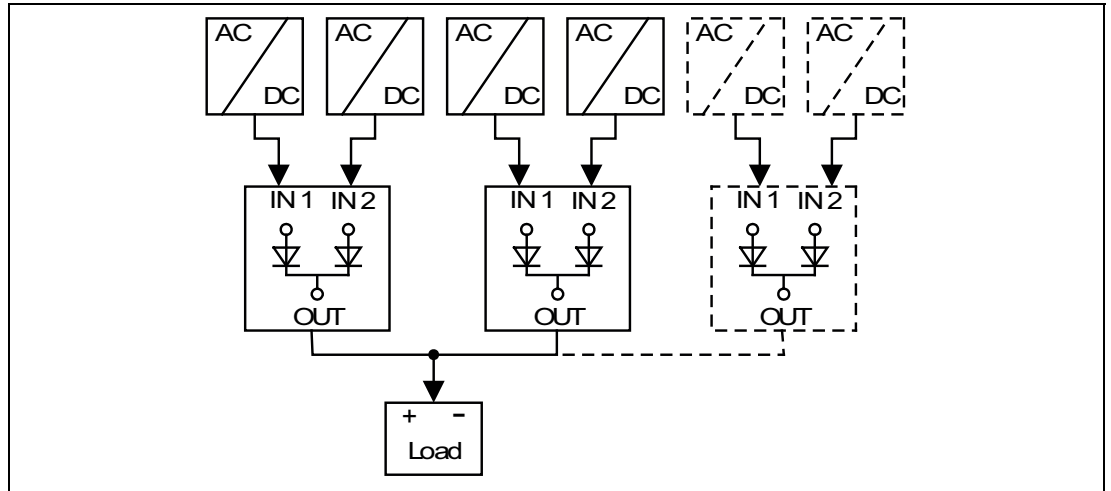 AC AC AC AC AC AC
DC DC DC DC DC DC
IN 1 IN 2 IN 1 IN 2 IN 1 IN 2
OUT OUT OUT
+ -
Load